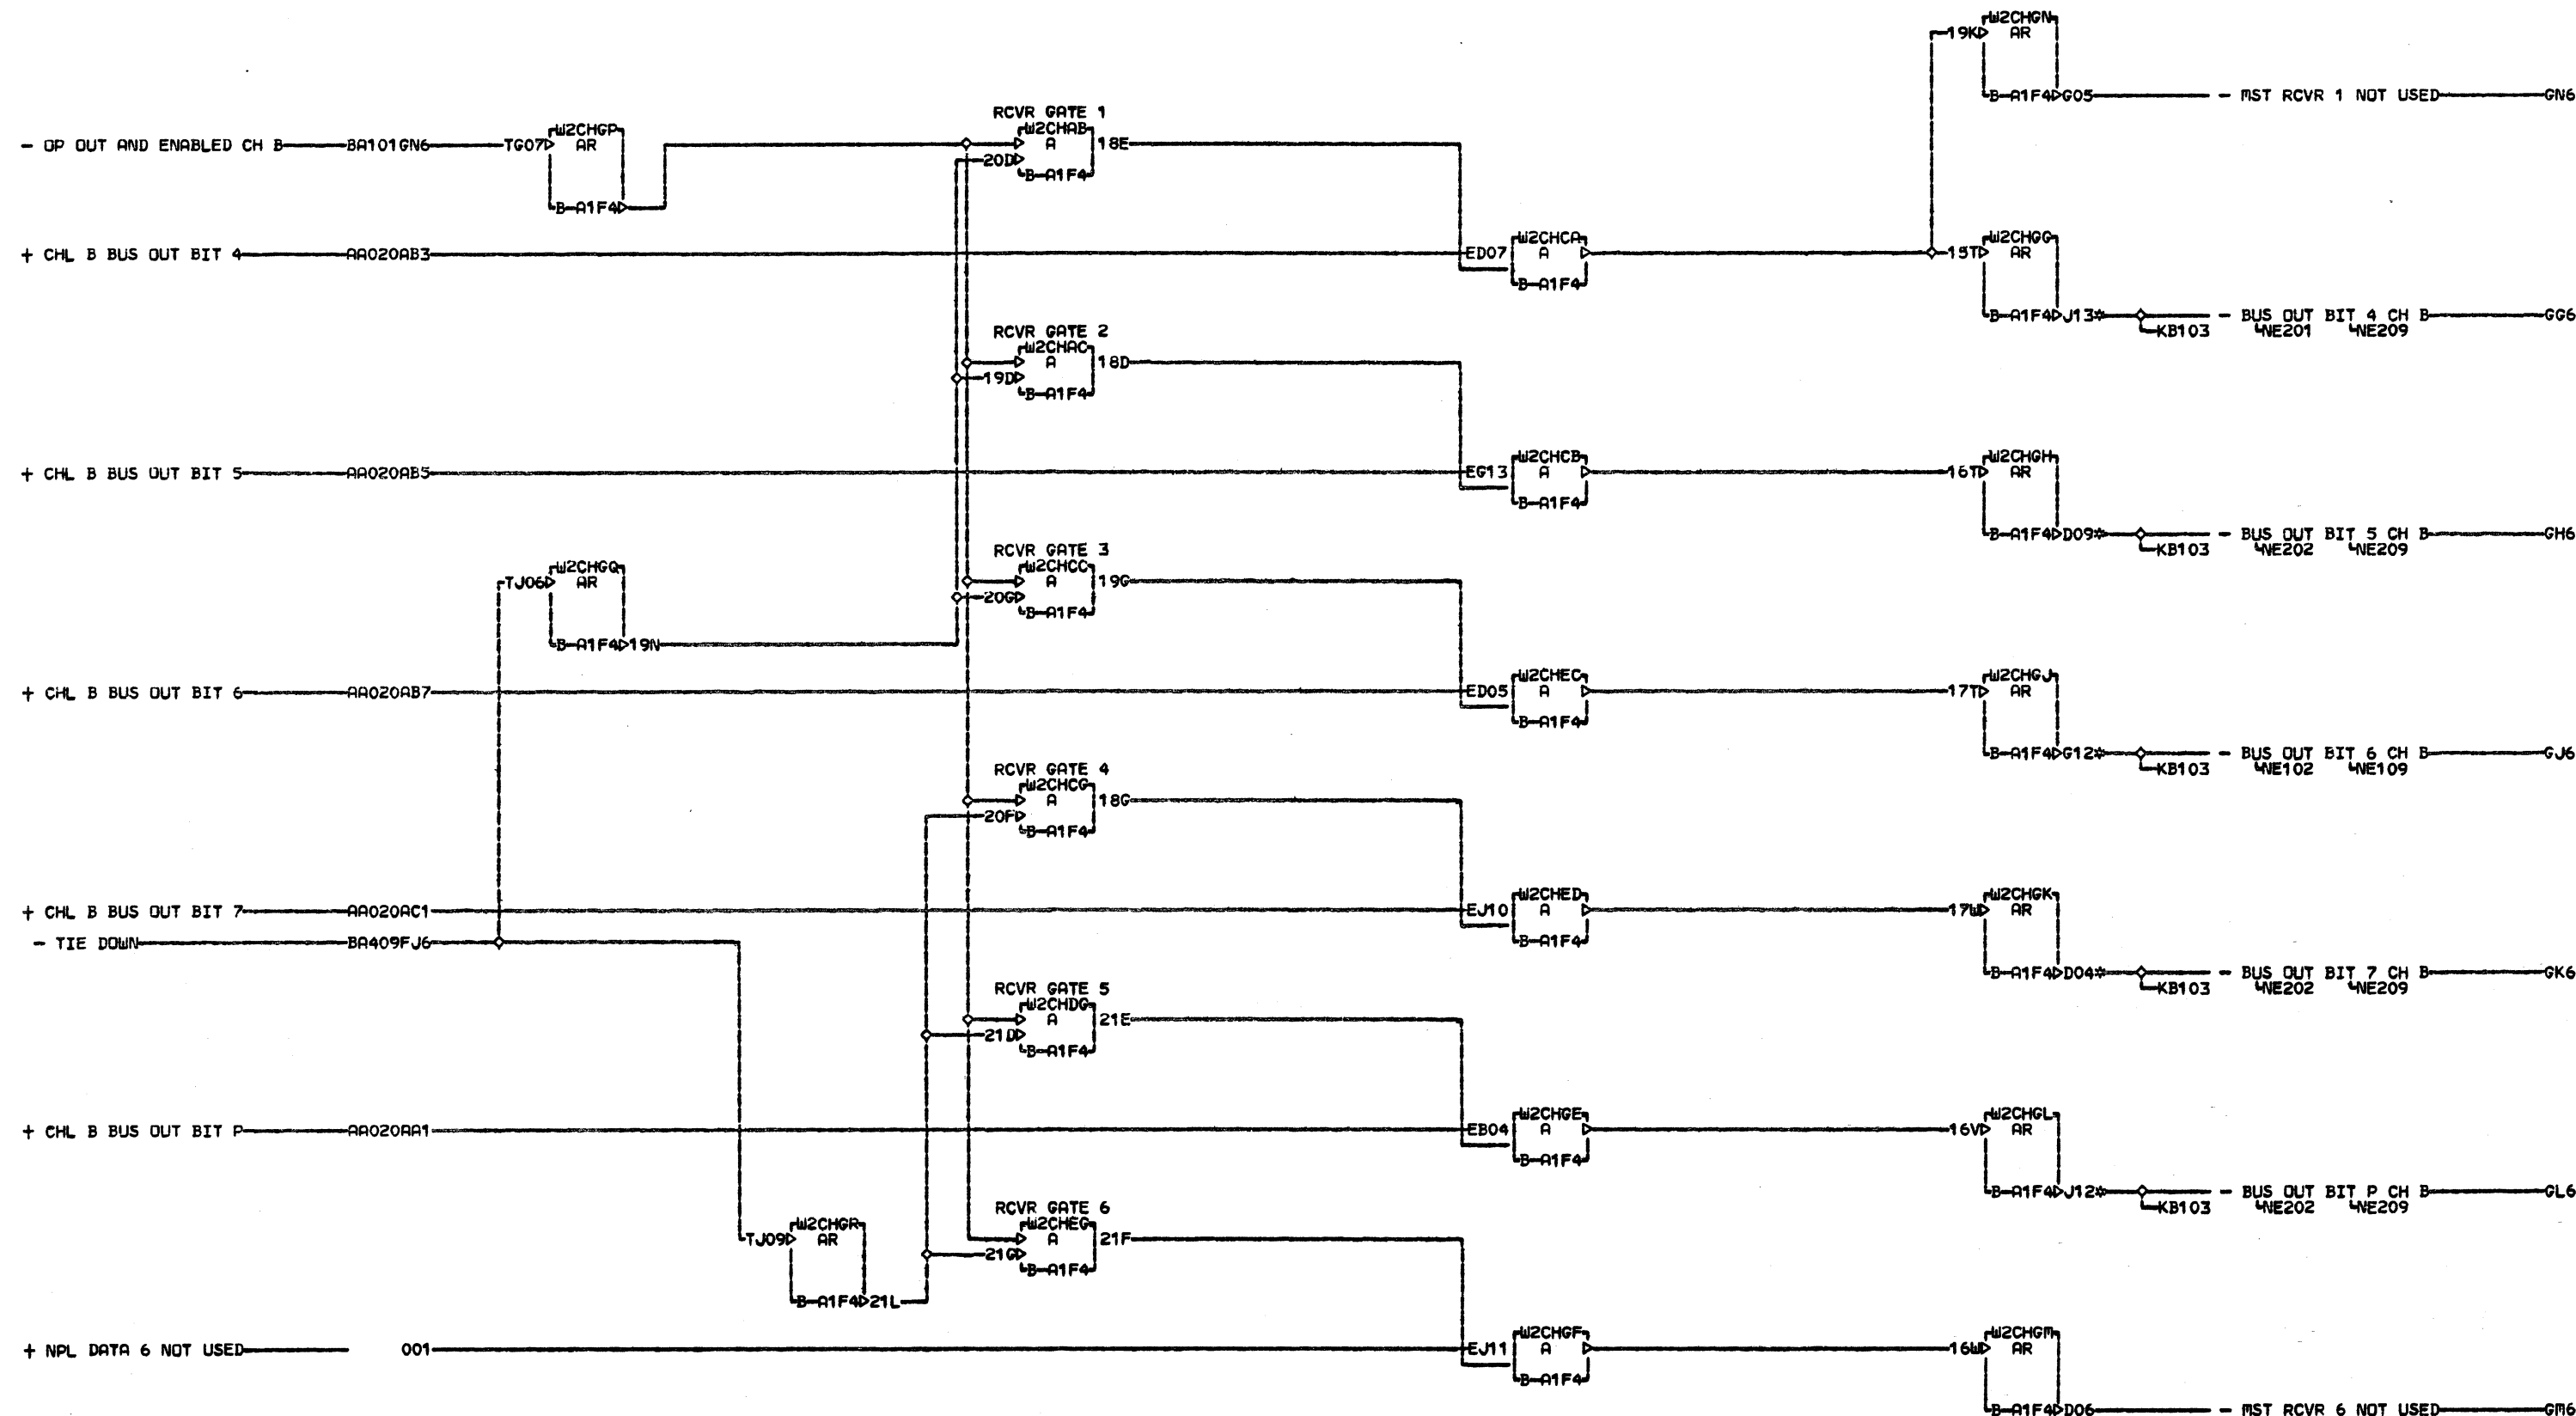 W2CHGN
19K AR
B-A1F4 G05 - MST RCVR 1 NOT USED GN6
RCVR GATE 1
- OP OUT AND ENABLED CH B BA101GN6 TG07 W2CHGP AR
B-A1F4
W2CHAB
A 18E
20D
B-A1F4
+ CHL B BUS OUT BIT 4 AA020AB3 ED07 W2CHCA A
B-A1F4
W2CHGG
15T AR
B-A1F4 J13* - BUS OUT BIT 4 CH B GG6
KB103 NE201 NE209
RCVR GATE 2
W2CHAC
A 18D
19D
B-A1F4
+ CHL B BUS OUT BIT 5 AA020AB5 EG13 W2CHCB A
B-A1F4
W2CHGH
16T AR
B-A1F4 D09* - BUS OUT BIT 5 CH B GH6
KB103 NE202 NE209
RCVR GATE 3
W2CHGQ
TJ06 AR
B-A1F4 19N
W2CHCC
A 19G
20G
B-A1F4
+ CHL B BUS OUT BIT 6 AA020AB7 ED05 W2CHEC A
B-A1F4
W2CHGJ
17T AR
B-A1F4 G12* - BUS OUT BIT 6 CH B GJ6
KB103 NE102 NE109
RCVR GATE 4
W2CHCG
A 18G
20F
B-A1F4
+ CHL B BUS OUT BIT 7 AA020AC1 EJ10 W2CHED A
B-A1F4
- TIE DOWN BA409FJ6
W2CHGK
17W AR
B-A1F4 D04* - BUS OUT BIT 7 CH B GK6
KB103 NE202 NE209
RCVR GATE 5
W2CHDG
A 21E
21D
B-A1F4
+ CHL B BUS OUT BIT P AA020AA1 EB04 W2CHGE A
B-A1F4
W2CHGL
16V AR
B-A1F4 J12* - BUS OUT BIT P CH B GL6
KB103 NE202 NE209
RCVR GATE 6
W2CHGR
TJ09 AR
B-A1F4 21L
W2CHEG
A 21F
21G
B-A1F4
+ NPL DATA 6 NOT USED 001 EJ11 W2CHGF A
B-A1F4
W2CHGM
16W AR
B-A1F4 D06 - MST RCVR 6 NOT USED GM6